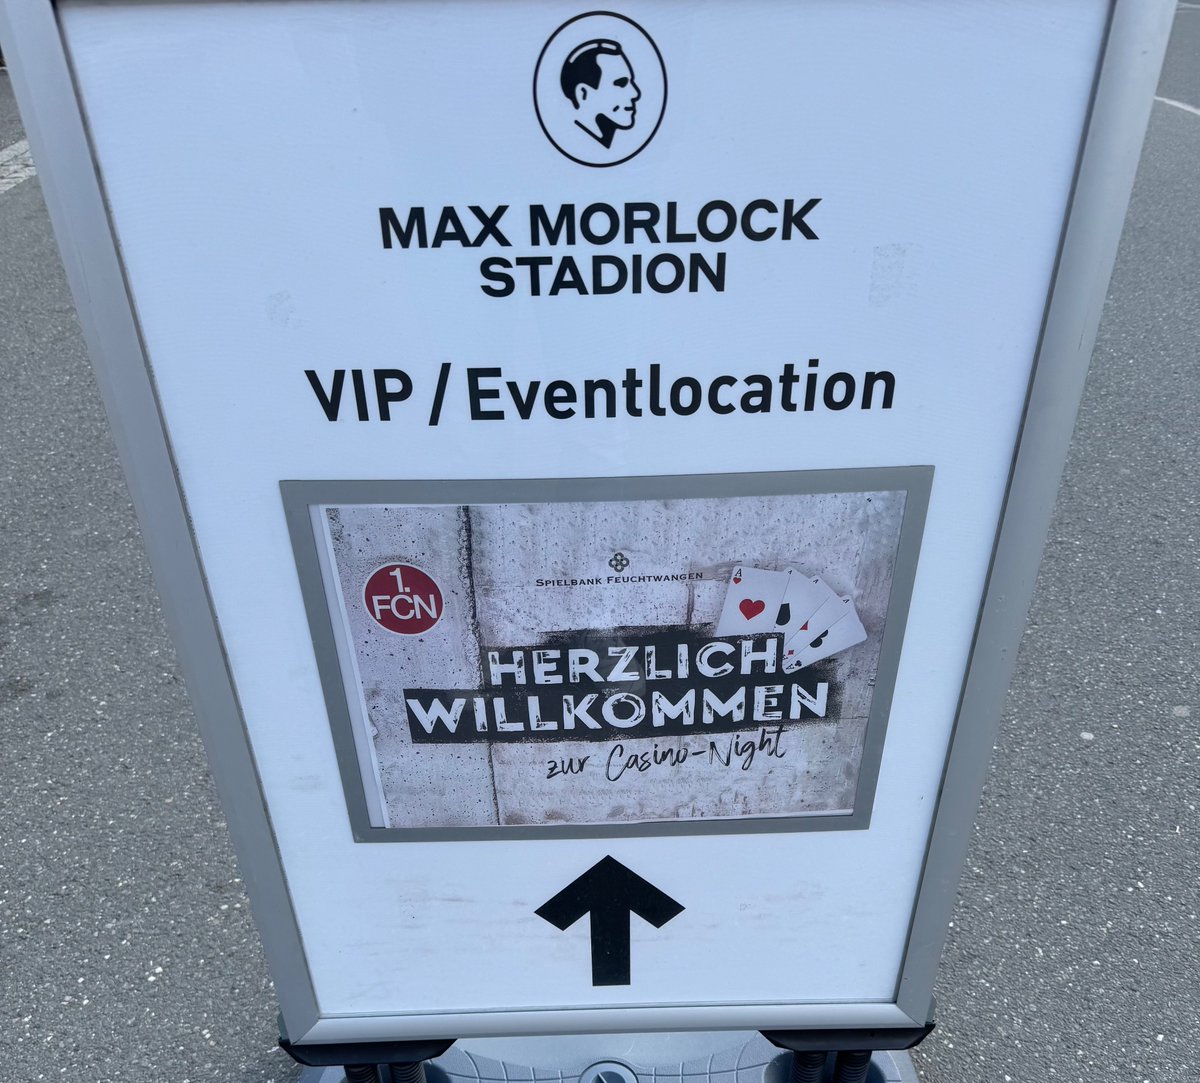 MAX MORLOCK
STADION
VIP / Eventlocation
1.
FCN
SPIELBANK FEUCHTWANGEN
A
A
A
A
HERZLICH
WILLKOMMEN
zur Casino-Night